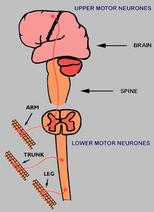 UPPER MOTOR NEURONES
BRAIN
SPINE
ARM
LOWER MOTOR NEURONES
TRUNK
LEG